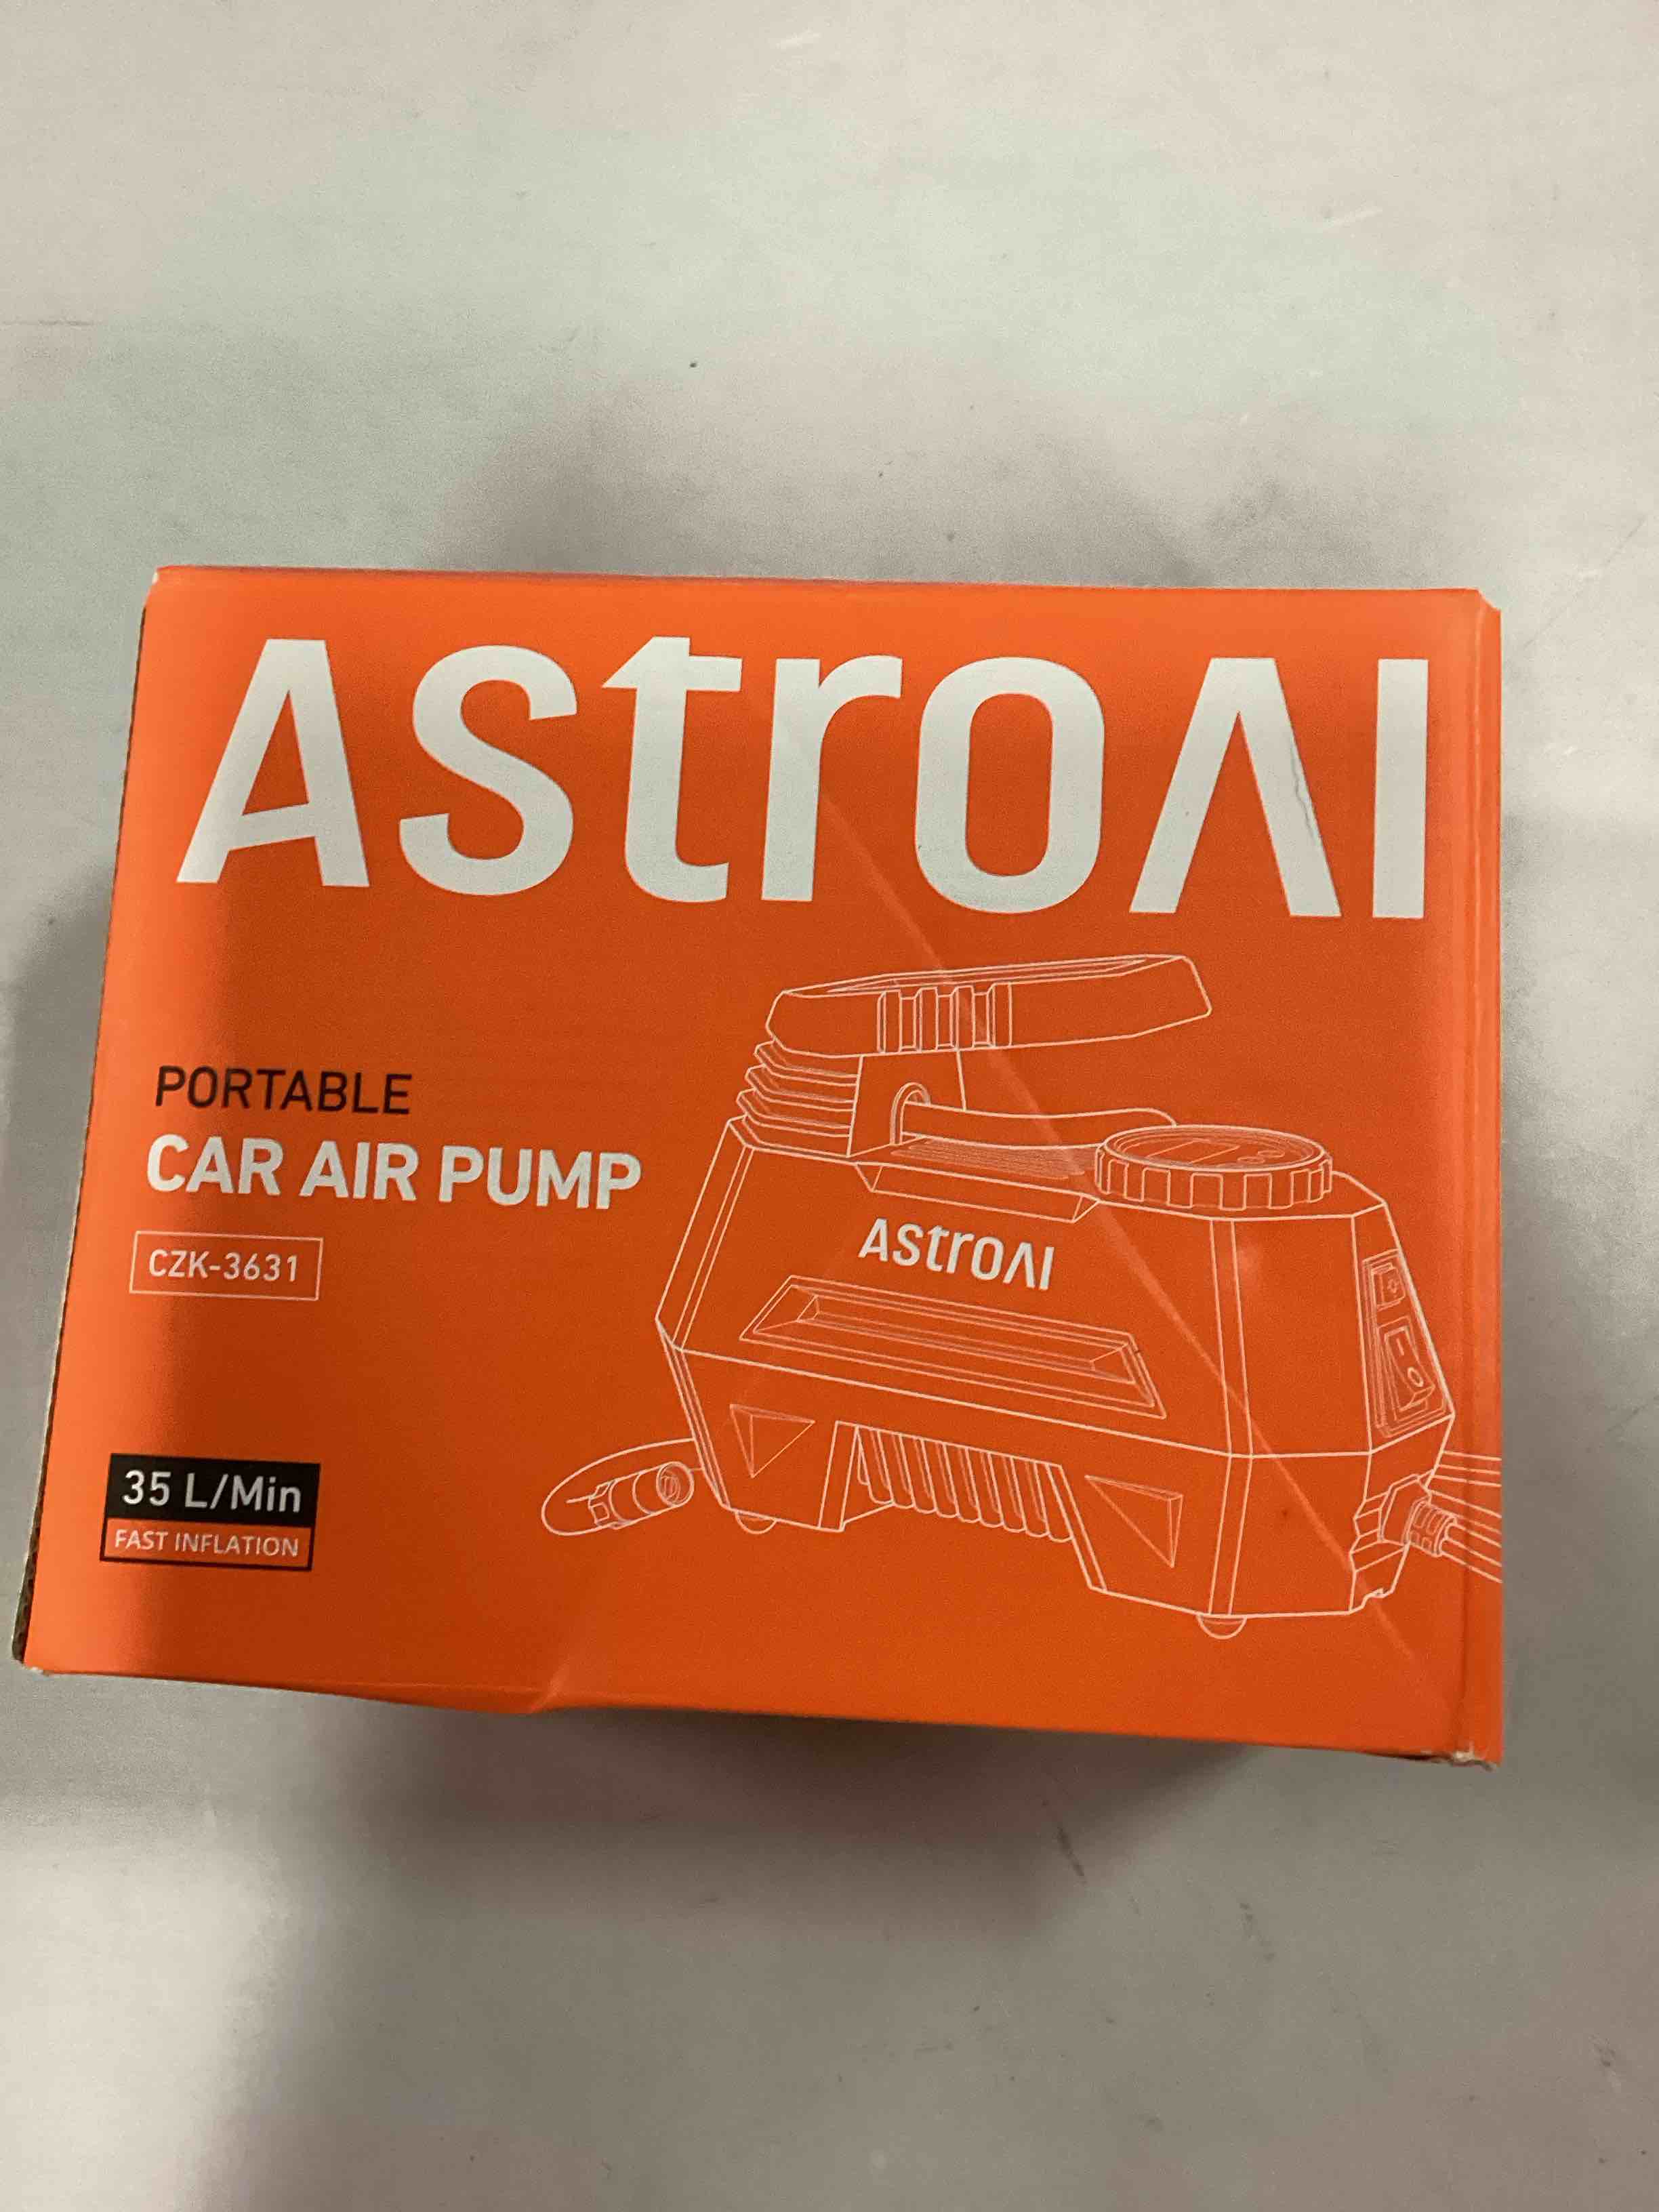 AstroAI
PORTABLE
CAR AIR PUMP
CZK-3631
AstroAI
35 L/Min
FAST INFLATION